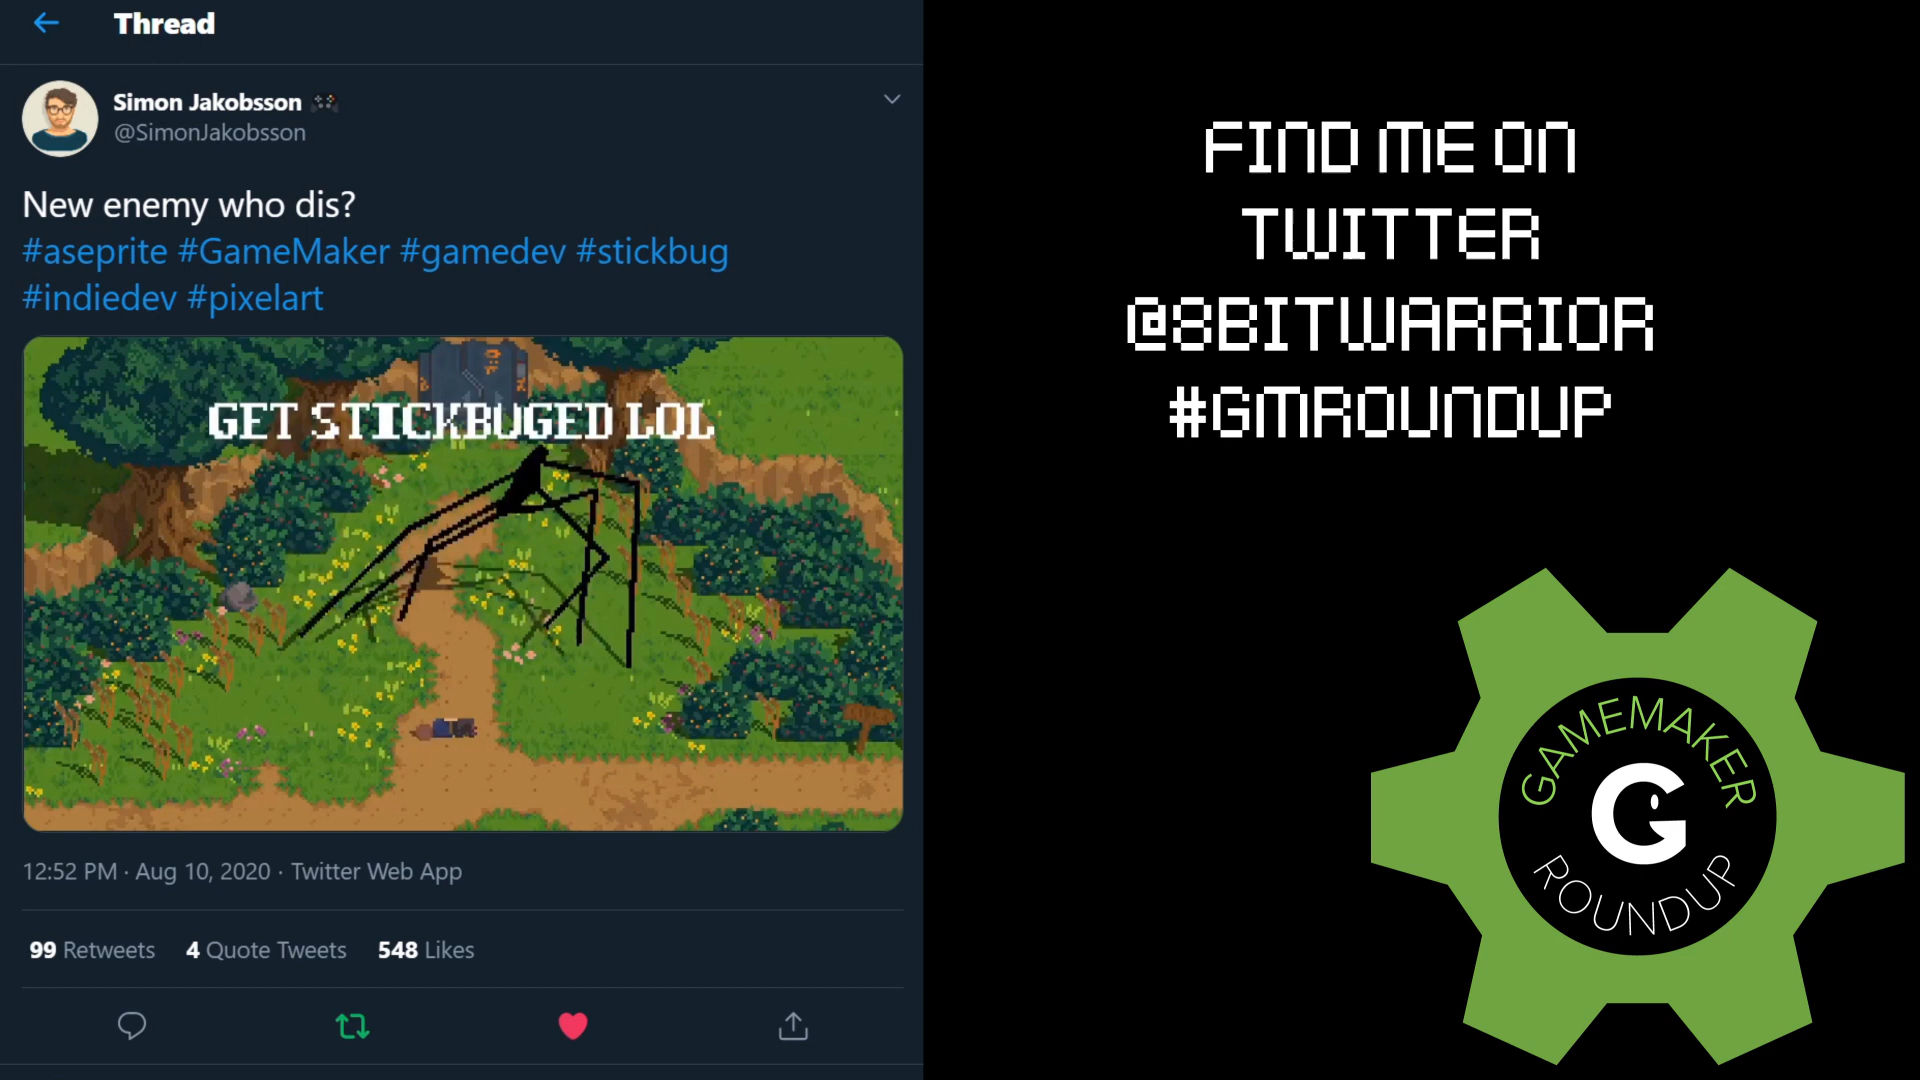 Thread
Simon Jakobsson
@SimonJakobsson
New enemy who dis?
#aseprite #GameMaker #gamedev #stickbug
#indiedev #pixelart
GET STICKBUGED LOL
12:52 PM · Aug 10, 2020 · Twitter Web App
99 Retweets 4 Quote Tweets 548 Likes
FIND ME ON
TWITTER
@8BITWARRIOR
#GMROUNDUP
GAMEMAKER
G
ROUNDUP